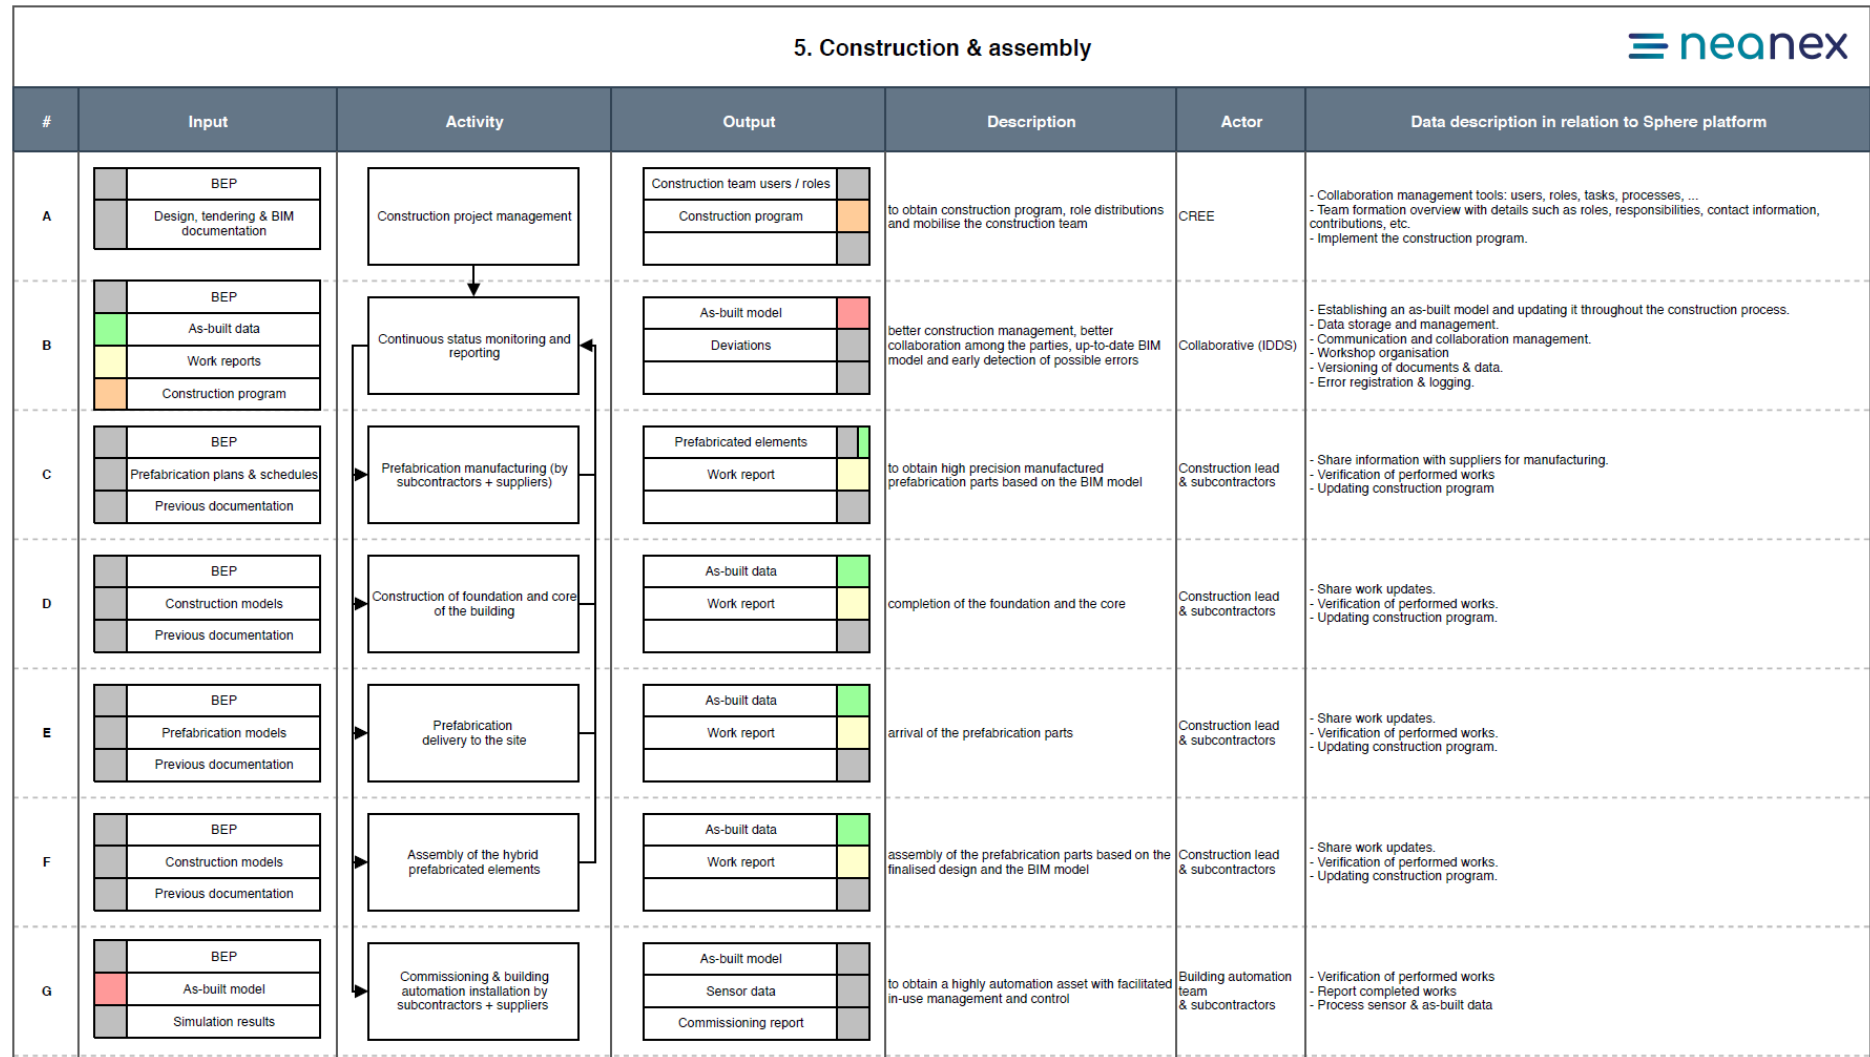 5. Construction & assembly
neanex
#
Input
Activity
Output
Description
Actor
Data description in relation to Sphere platform
A
BEP
Design, tendering & BIM
documentation
Construction project management
Construction team users / roles
Construction program
to obtain construction program, role distributions
and mobilise the construction team
CREE
- Collaboration management tools: users, roles, tasks, processes, ...
- Team formation overview with details such as roles, responsibilities, contact information,
contributions, etc.
- Implement the construction program.
B
BEP
As-built data
Work reports
Construction program
Continuous status monitoring and
reporting
As-built model
Deviations
better construction management, better
collaboration among the parties, up-to-date BIM
model and early detection of possible errors
Collaborative (IDDS)
- Establishing an as-built model and updating it throughout the construction process.
- Data storage and management.
- Communication and collaboration management.
- Workshop organisation
- Versioning of documents & data.
- Error registration & logging.
C
BEP
Prefabrication plans & schedules
Previous documentation
Prefabrication manufacturing (by
subcontractors + suppliers)
Prefabricated elements
Work report
to obtain high precision manufactured
prefabrication parts based on the BIM model
Construction lead
& subcontractors
- Share information with suppliers for manufacturing.
- Verification of performed works
- Updating construction program
D
BEP
Construction models
Previous documentation
Construction of foundation and core
of the building
As-built data
Work report
completion of the foundation and the core
Construction lead
& subcontractors
- Share work updates.
- Verification of performed works.
- Updating construction program.
E
BEP
Prefabrication models
Previous documentation
Prefabrication
delivery to the site
As-built data
Work report
arrival of the prefabrication parts
Construction lead
& subcontractors
- Share work updates.
- Verification of performed works.
- Updating construction program.
F
BEP
Construction models
Previous documentation
Assembly of the hybrid
prefabricated elements
As-built data
Work report
assembly of the prefabrication parts based on the
finalised design and the BIM model
Construction lead
& subcontractors
- Share work updates.
- Verification of performed works.
- Updating construction program.
G
BEP
As-built model
Simulation results
Commissioning & building
automation installation by
subcontractors + suppliers
As-built model
Sensor data
Commissioning report
to obtain a highly automation asset with facilitated
in-use management and control
Building automation
team
& subcontractors
- Verification of performed works
- Report completed works
- Process sensor & as-built data